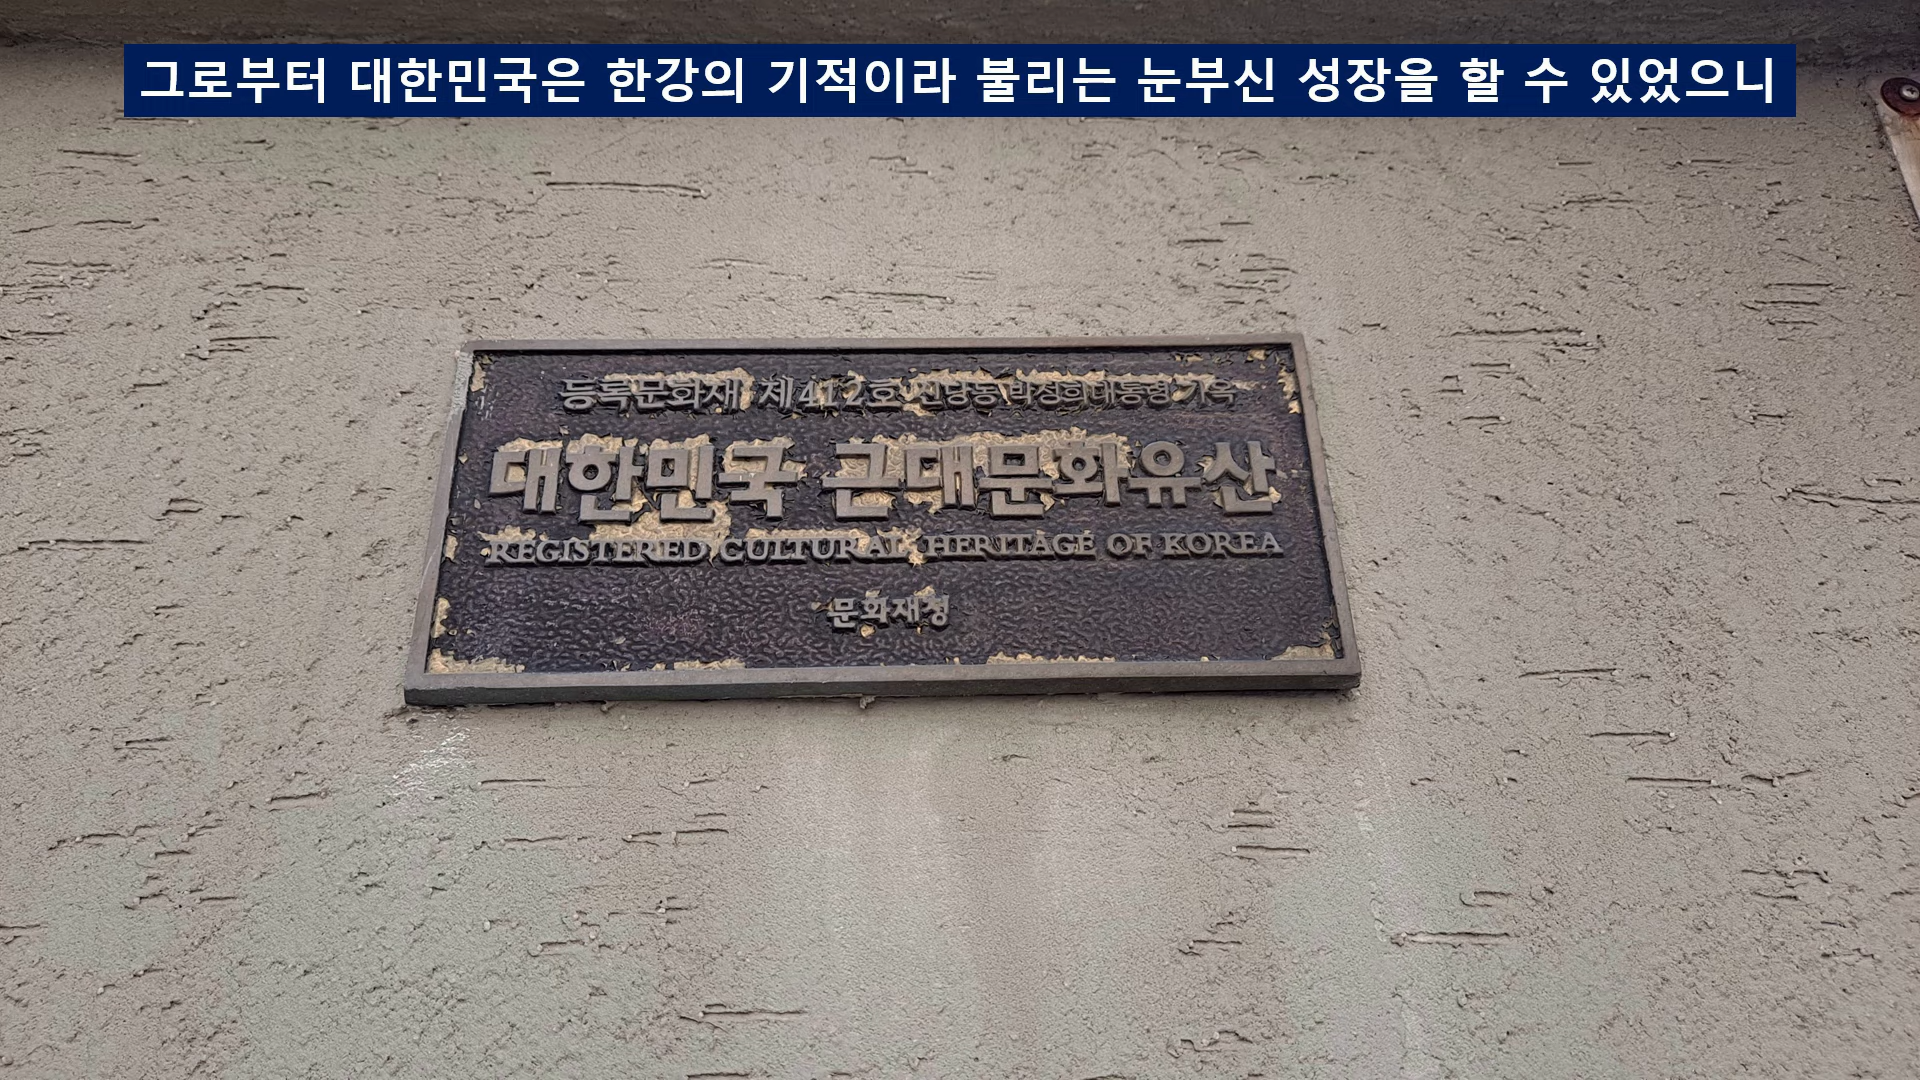 그로부터 대한민국은 한강의 기적이라 불리는 눈부신 성장을 할 수 있었으니
등록문화재 제412호 신당동 박정희대통령 가옥
대한민국 근대문화유산
REGISTERED CULTURAL HERITAGE OF KOREA
문화재청